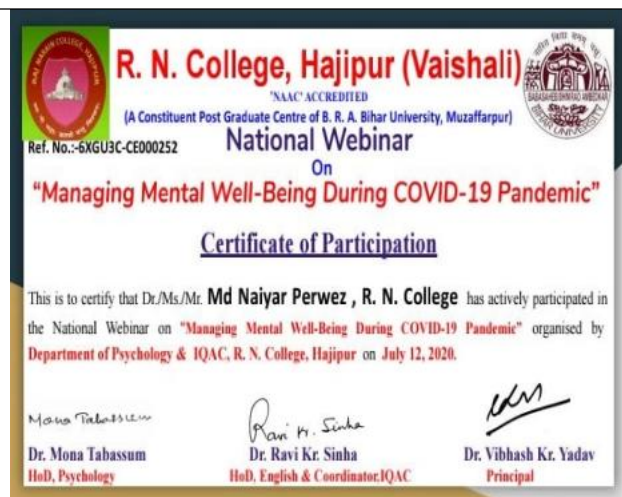 R. N. College, Hajipur (Vaishali)
'NAAC' ACCREDITED
(A Constituent Post Graduate Centre of B. R. A. Bihar University, Muzaffarpur)
Ref. No.:-6XGU3C-CE000252
National Webinar
On
"Managing Mental Well-Being During COVID-19 Pandemic"
Certificate of Participation
This is to certify that Dr./Ms./Mr. Md Naiyar Perwez , R. N. College has actively participated in
the National Webinar on "Managing Mental Well-Being During COVID-19 Pandemic" organised by
Department of Psychology & IQAC, R. N. College, Hajipur on July 12, 2020.
Mona Tabassum
Ravi Kr. Sinha
Dr. Mona Tabassum
Dr. Ravi Kr. Sinha
Dr. Vibhash Kr. Yadav
HoD, Psychology
HoD, English & Coordinator,IQAC
Principal